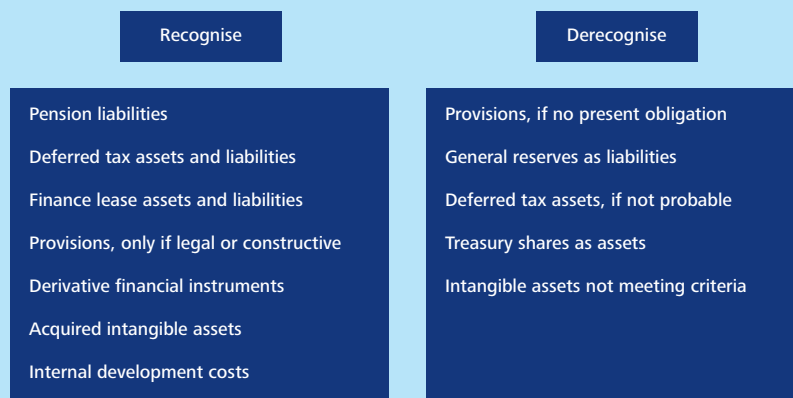 Recognise
Derecognise
Pension liabilities
Deferred tax assets and liabilities
Finance lease assets and liabilities
Provisions, only if legal or constructive
Derivative financial instruments
Acquired intangible assets
Internal development costs
Provisions, if no present obligation
General reserves as liabilities
Deferred tax assets, if not probable
Treasury shares as assets
Intangible assets not meeting criteria